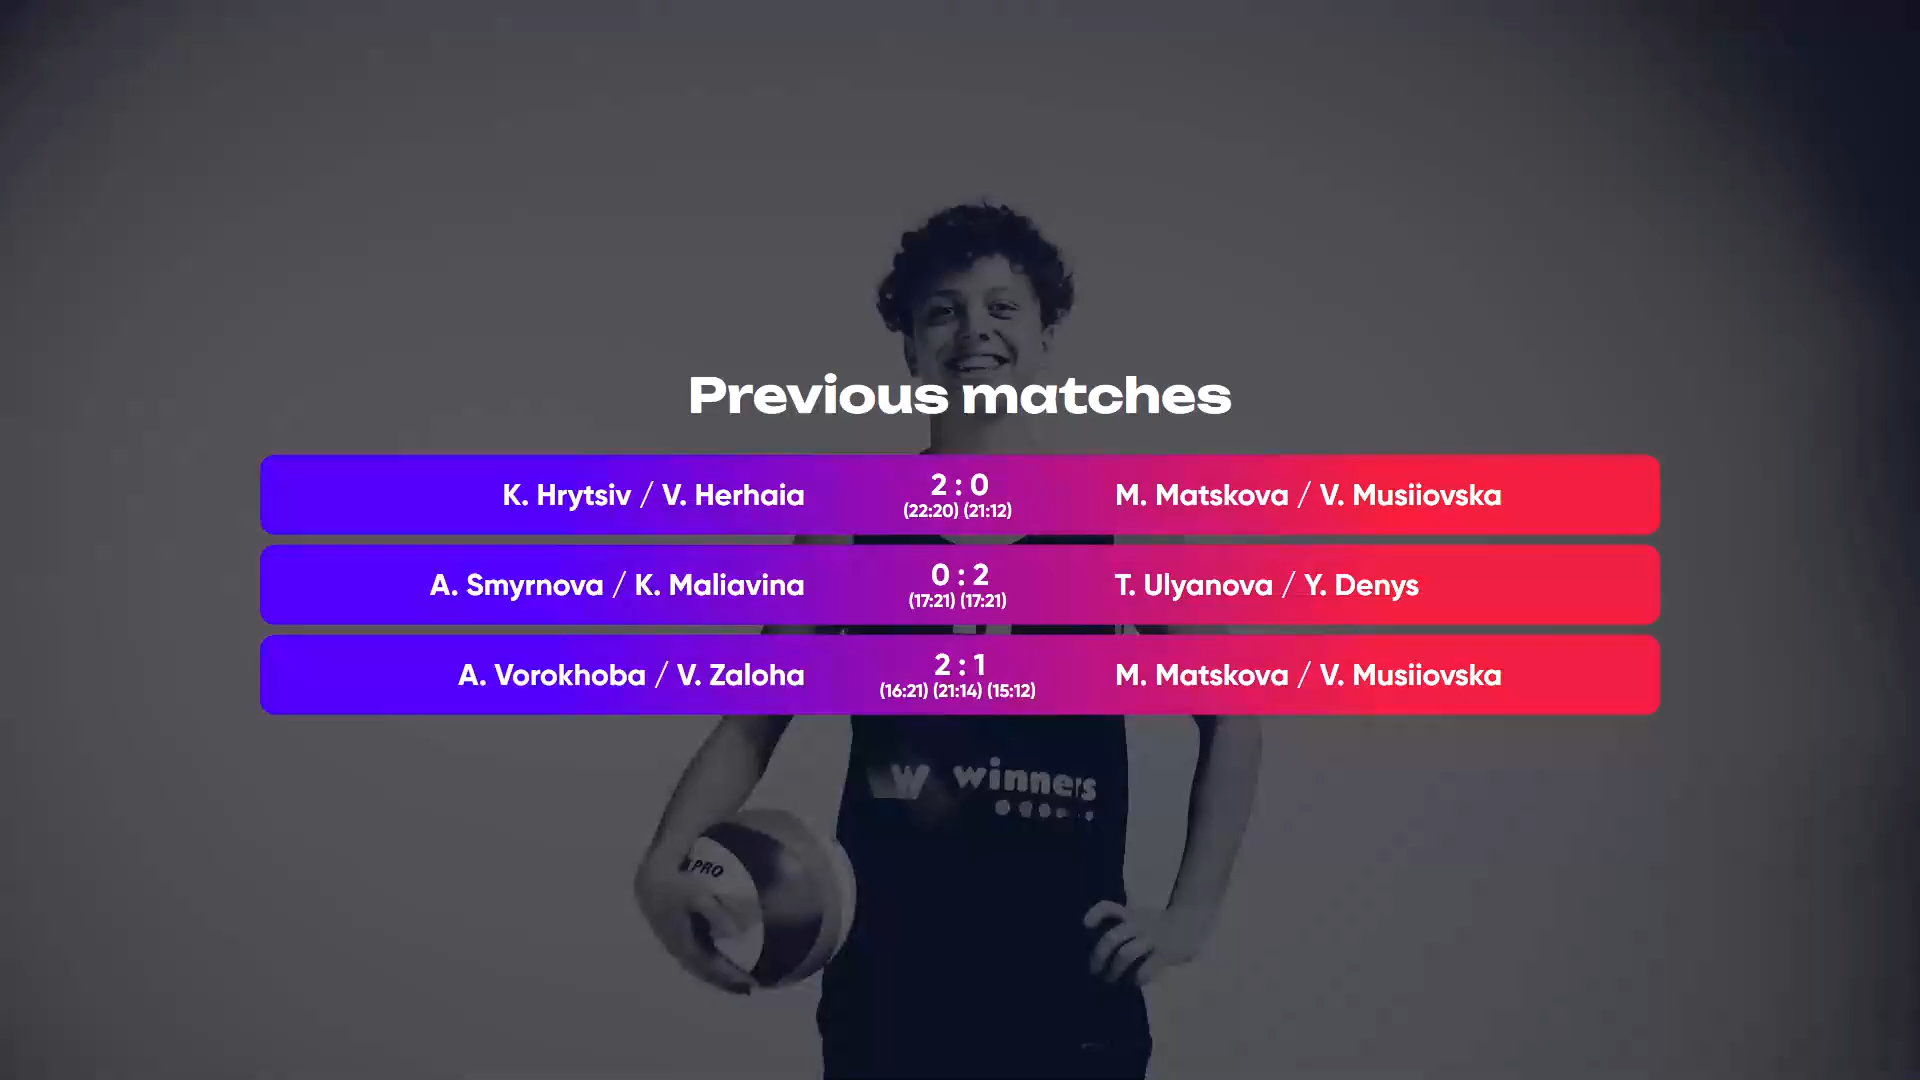 Previous matches
K. Hrytsiv / V. Herhaia 2 : 0 M. Matskova / V. Musiiovska
(22:20) (21:12)
A. Smyrnova / K. Maliavina 0 : 2 T. Ulyanova / Y. Denys
(17:21) (17:21)
A. Vorokhoba / V. Zaloha 2 : 1 M. Matskova / V. Musiiovska
(16:21) (21:14) (15:12)
W winners
PRO